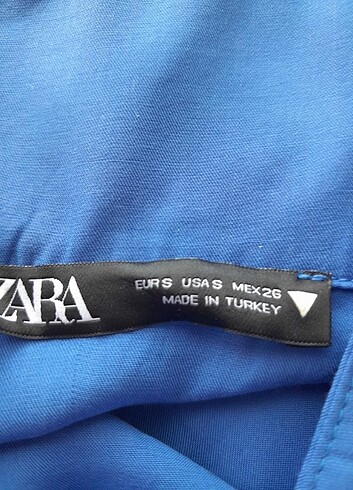 ZARA
EUR S USA S MEX 26
MADE IN TURKEY